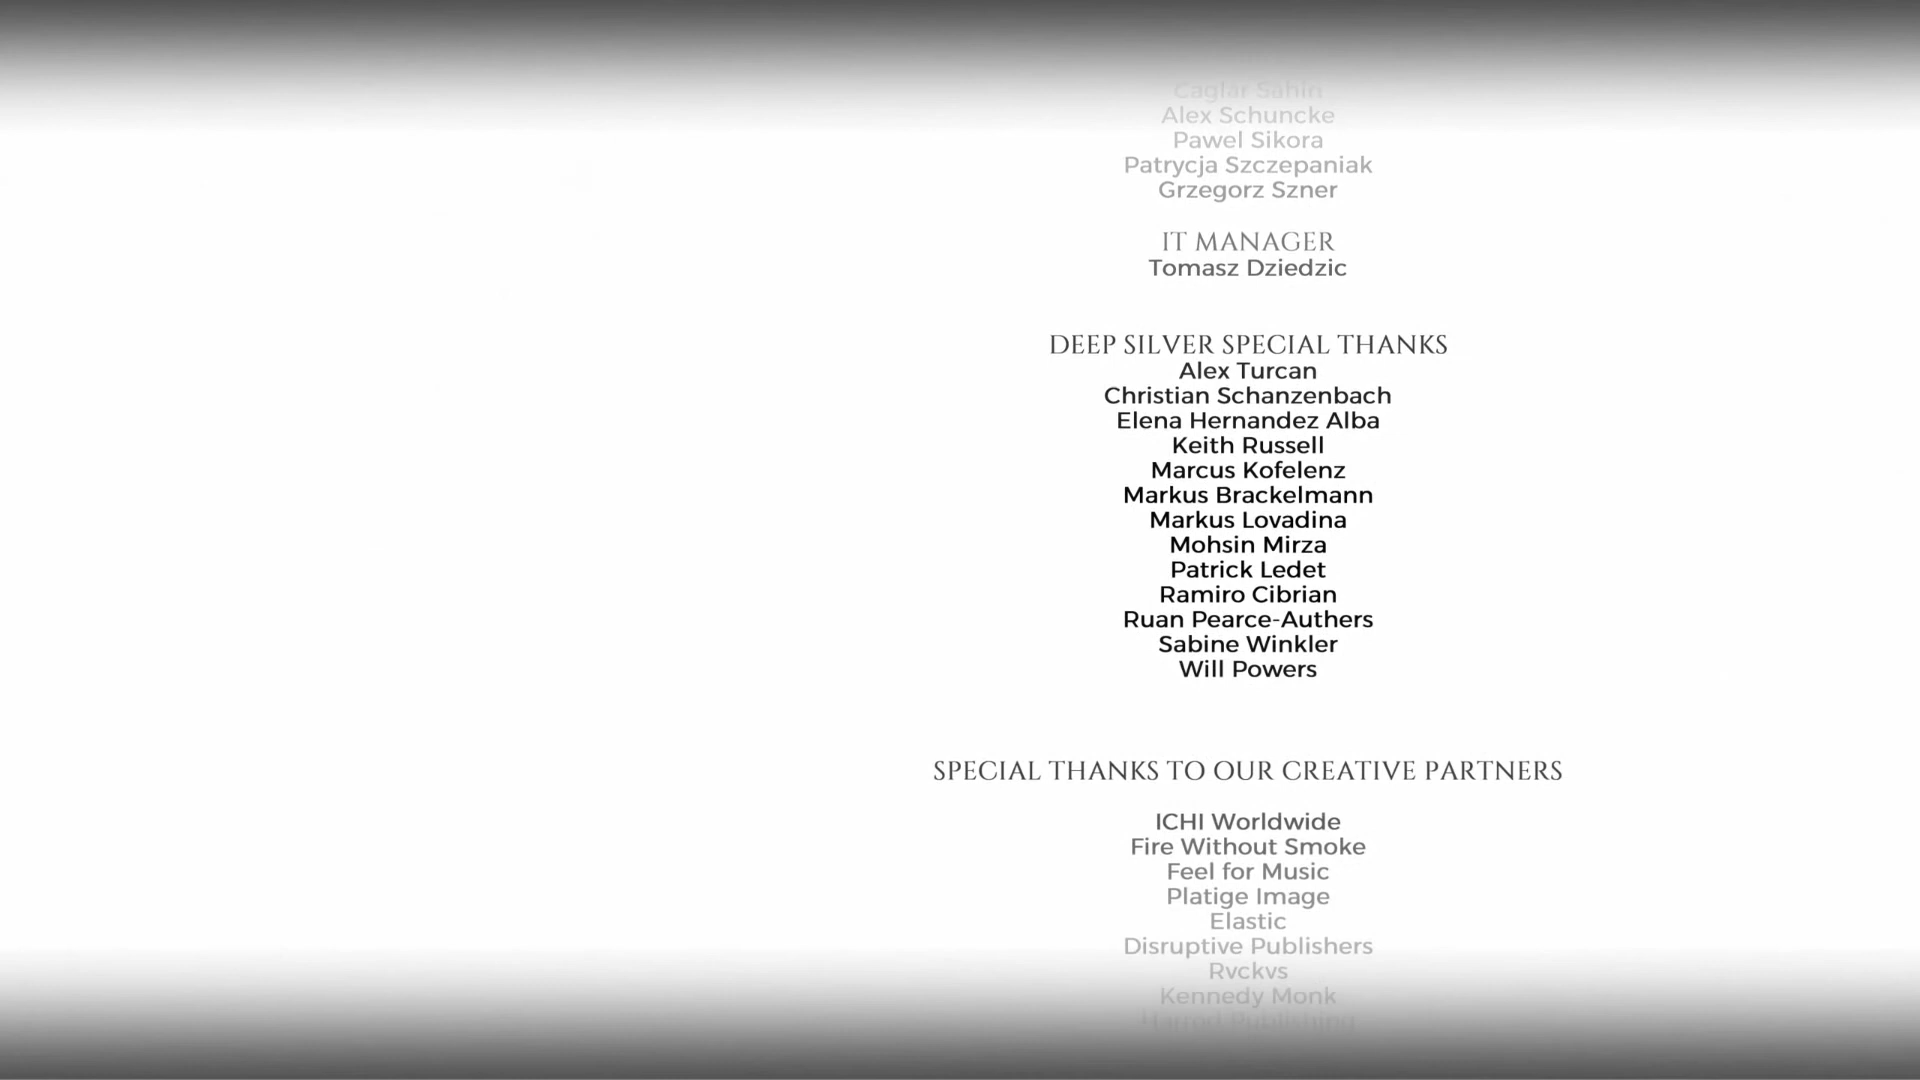 Caglar Sahin
Alex Schuncke
Pawel Sikora
Patrycja Szczepaniak
Grzegorz Szner
IT MANAGER
Tomasz Dziedzic
DEEP SILVER SPECIAL THANKS
Alex Turcan
Christian Schanzenbach
Elena Hernandez Alba
Keith Russell
Marcus Kofelenz
Markus Brackelmann
Markus Lovadina
Mohsin Mirza
Patrick Ledet
Ramiro Cibrian
Ruan Pearce-Authers
Sabine Winkler
Will Powers
SPECIAL THANKS TO OUR CREATIVE PARTNERS
ICHI Worldwide
Fire Without Smoke
Feel for Music
Platige Image
Elastic
Disruptive Publishers
Rvckvs
Kennedy Monk
Harrod Publishing